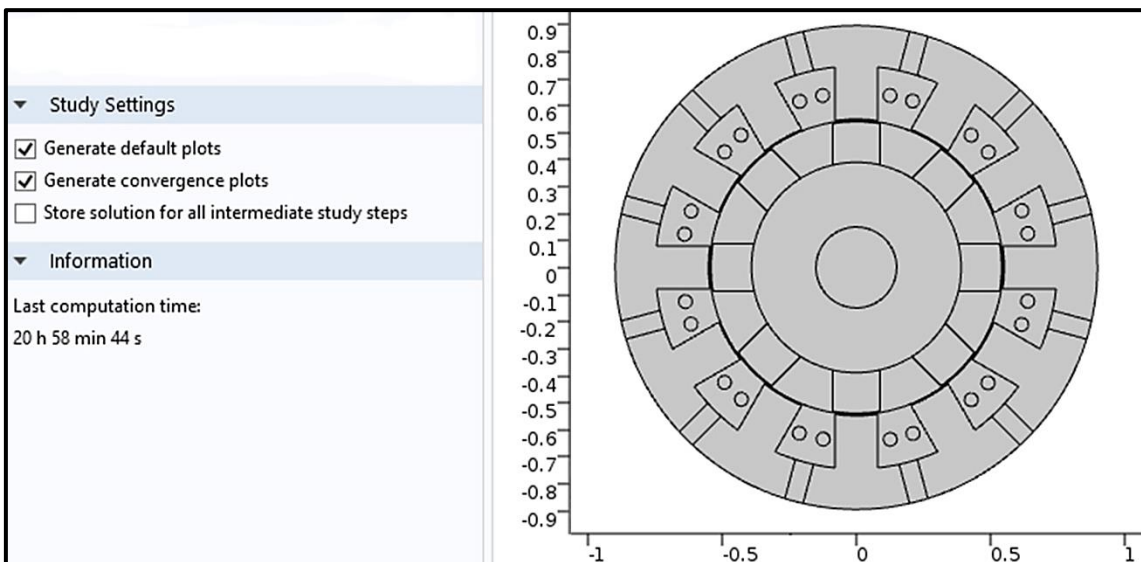 Study Settings
Generate default plots
Generate convergence plots
Store solution for all intermediate study steps
Information
Last computation time:
20 h 58 min 44 s
0.9
0.8
0.7
0.6
0.5
0.4
0.3
0.2
0.1
0
-0.1
-0.2
-0.3
-0.4
-0.5
-0.6
-0.7
-0.8
-0.9
-1 -0.5 0 0.5 1